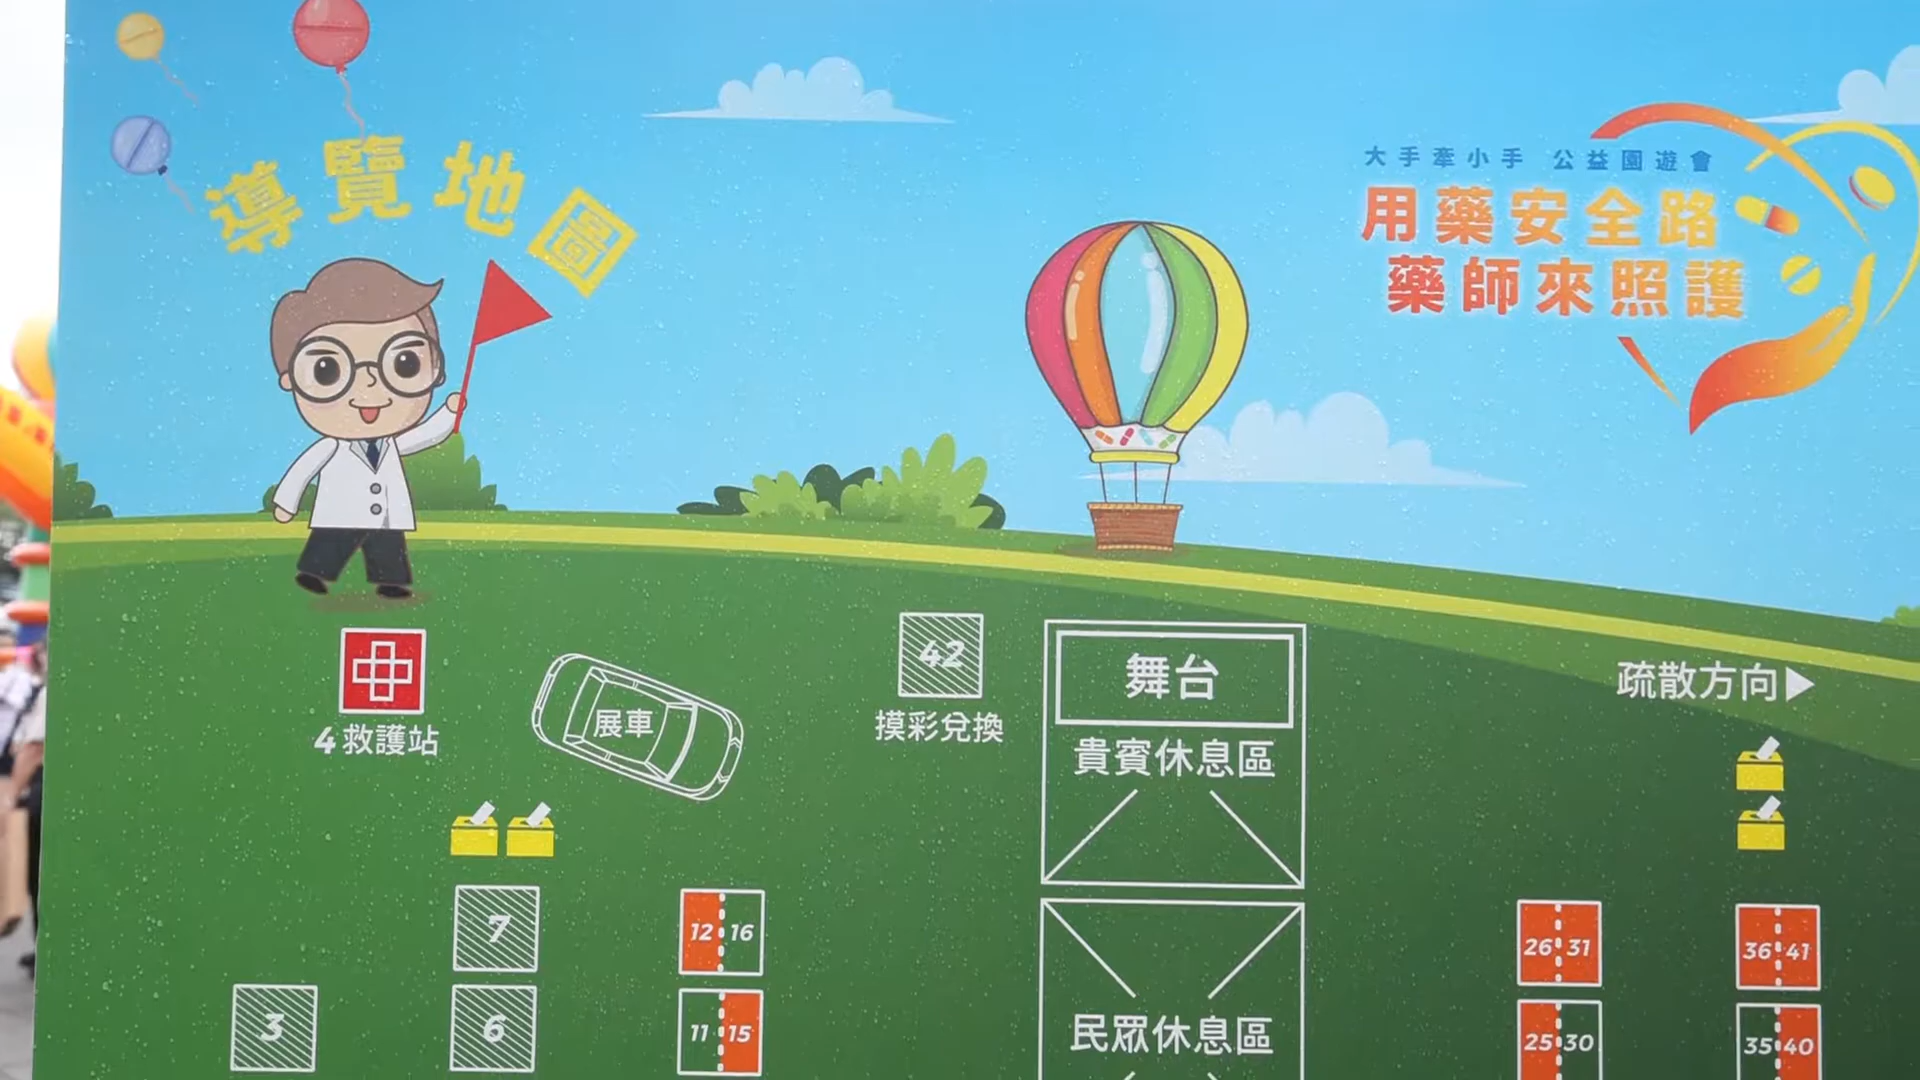 導覽地圖
大手牽小手 公益園遊會
用藥安全路
藥師來照護
42
摸彩兌換
舞台
貴賓休息區
疏散方向
4救護站
展車
7
12 16
26 31
36 41
3
6
11 15
民眾休息區
25 30
35 40